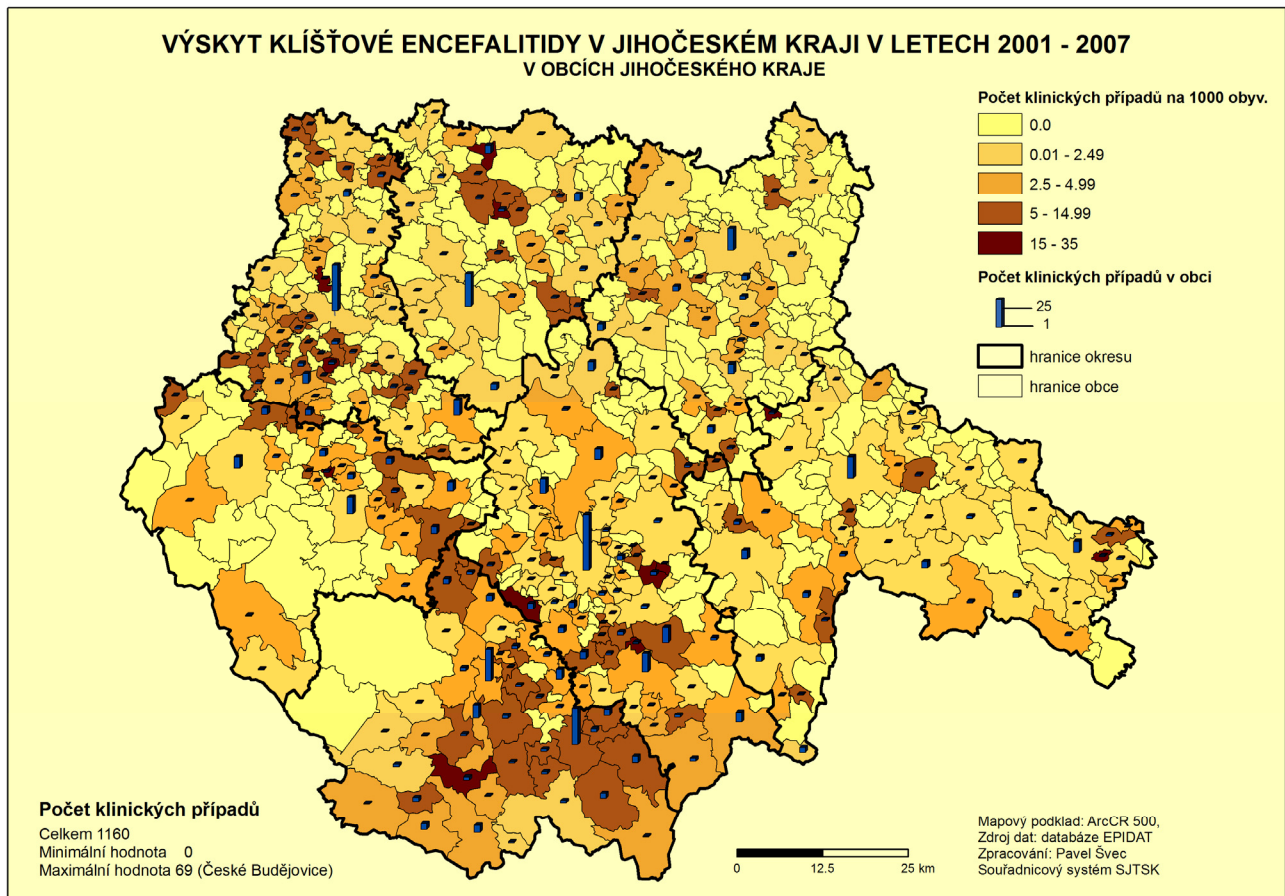 VÝSKYT KLÍŠŤOVÉ ENCEFALITIDY V JIHOČESKÉM KRAJI V LETECH 2001 - 2007
V OBCÍCH JIHOČESKÉHO KRAJE
Počet klinických případů na 1000 obyv.
0.0
0.01 - 2.49
2.5 - 4.99
5 - 14.99
15 - 35
Počet klinických případů v obci
25
1
hranice okresu
hranice obce
Počet klinických případů
Celkem 1160
Minimální hodnota 0
Maximální hodnota 69 (České Budějovice)
0 12.5 25 km
Mapový podklad: ArcCR 500,
Zdroj dat: databáze EPIDAT
Zpracování: Pavel Švec
Souřadnicový systém SJTSK